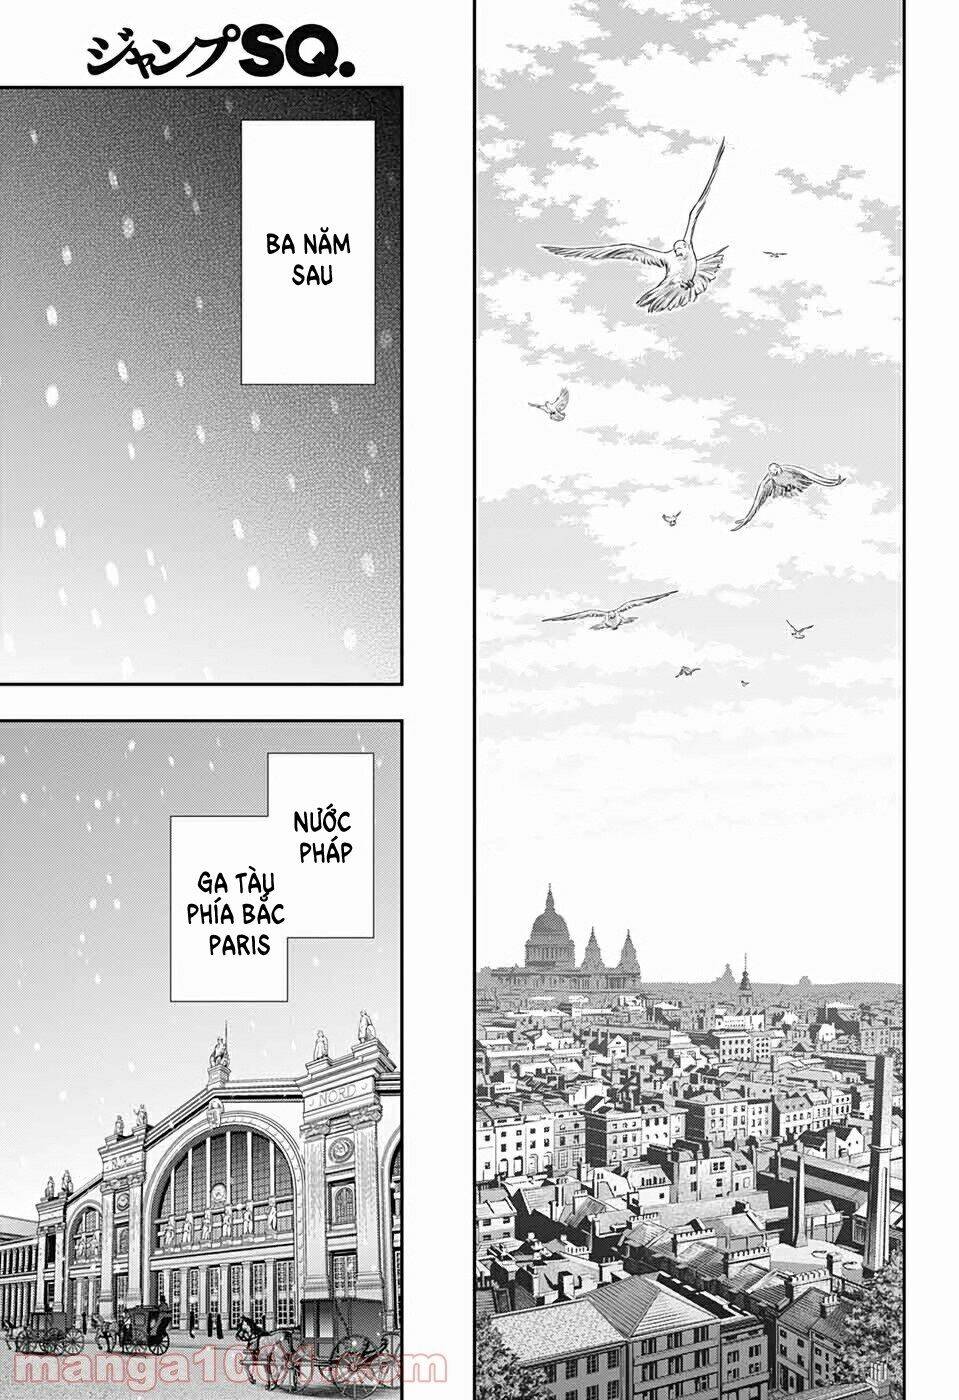 ジャンプSQ.
BA NĂM
SAU
NƯỚC
PHÁP
GA TÀU
PHÍA BẮC
PARIS
NORD
manga1001.com